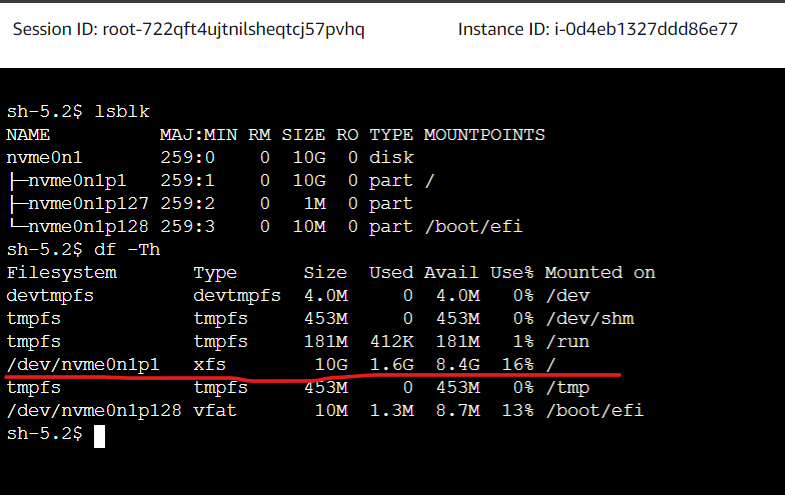 Session ID: root-722qft4ujtnilsheqtcj57pvhq Instance ID: i-0d4eb1327ddd86e77
sh-5.2$ lsblk
NAME MAJ:MIN RM SIZE RO TYPE MOUNTPOINTS
nvme0n1 259:0 0 10G 0 disk
├─nvme0n1p1 259:1 0 10G 0 part /
├─nvme0n1p127 259:2 0 1M 0 part
└─nvme0n1p128 259:3 0 10M 0 part /boot/efi
sh-5.2$ df -Th
Filesystem Type Size Used Avail Use% Mounted on
devtmpfs devtmpfs 4.0M 0 4.0M 0% /dev
tmpfs tmpfs 453M 0 453M 0% /dev/shm
tmpfs tmpfs 181M 412K 181M 1% /run
/dev/nvme0n1p1 xfs 10G 1.6G 8.4G 16% /
tmpfs tmpfs 453M 0 453M 0% /tmp
/dev/nvme0n1p128 vfat 10M 1.3M 8.7M 13% /boot/efi
sh-5.2$